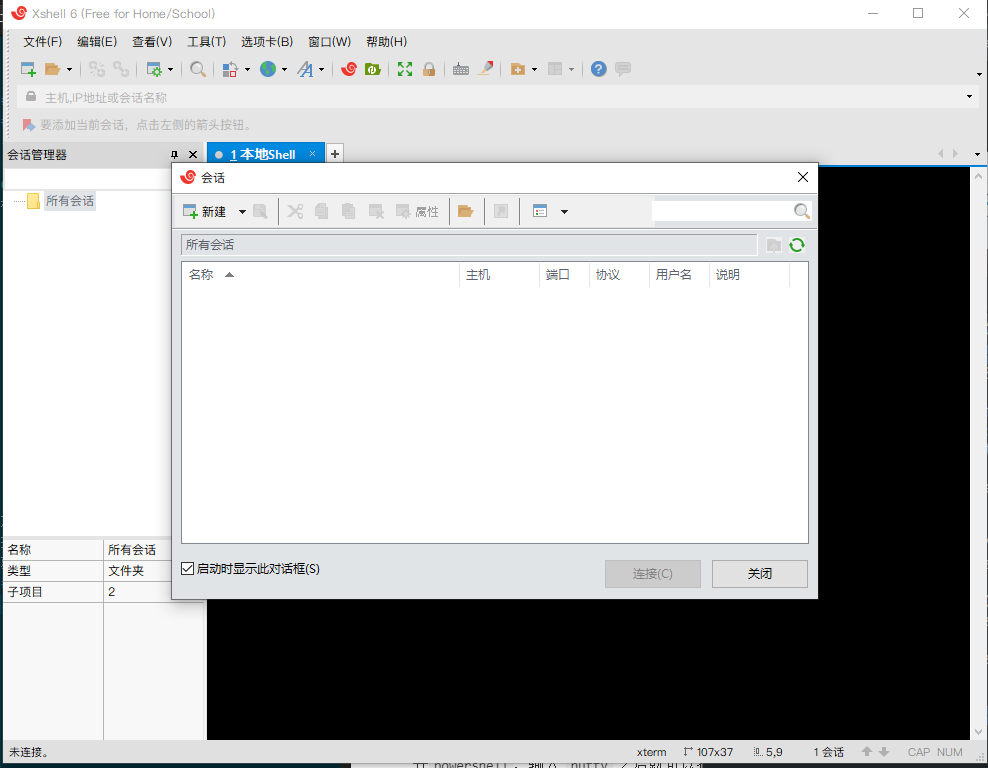 Xshell 6 (Free for Home/School)
文件(F) 编辑(E) 查看(V) 工具(T) 选项卡(B) 窗口(W) 帮助(H)
主机,IP地址或会话名称
要添加当前会话，点击左侧的箭头按钮。
会话管理器
1 本地Shell
所有会话
会话
新建
属性
所有会话
名称 主机 端口 协议 用户名 说明
启动时显示此对话框(S)
连接(C) 关闭
名称 所有会话
类型 文件夹
子项目 2
未连接。 xterm 107x37 5,9 1 会话 CAP NUM